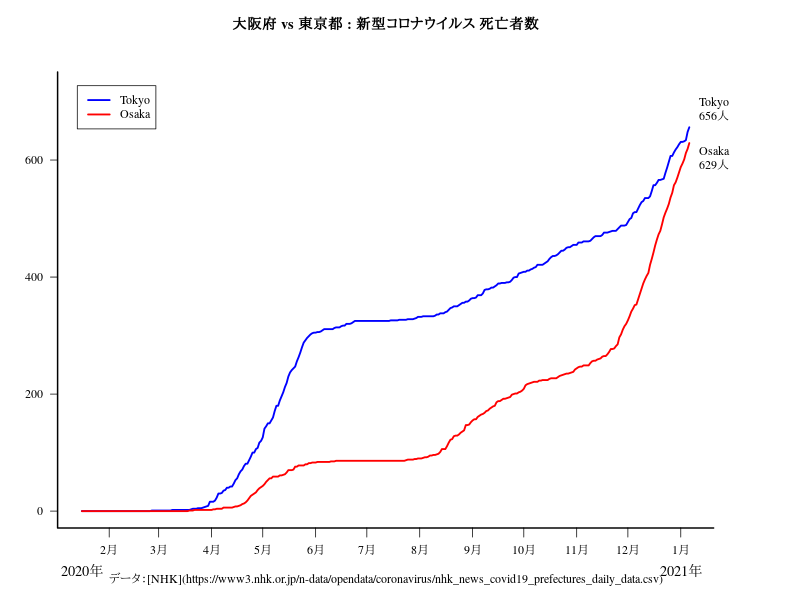 大阪府 vs 東京都 : 新型コロナウイルス 死亡者数
Tokyo
Osaka
Tokyo
656人
Osaka
629人
600
400
200
0
2月 3月 4月 5月 6月 7月 8月 9月 10月 11月 12月 1月
2020年 2021年
データ：[NHK](https://www3.nhk.or.jp/n-data/opendata/coronavirus/nhk_news_covid19_prefectures_daily_data.csv)